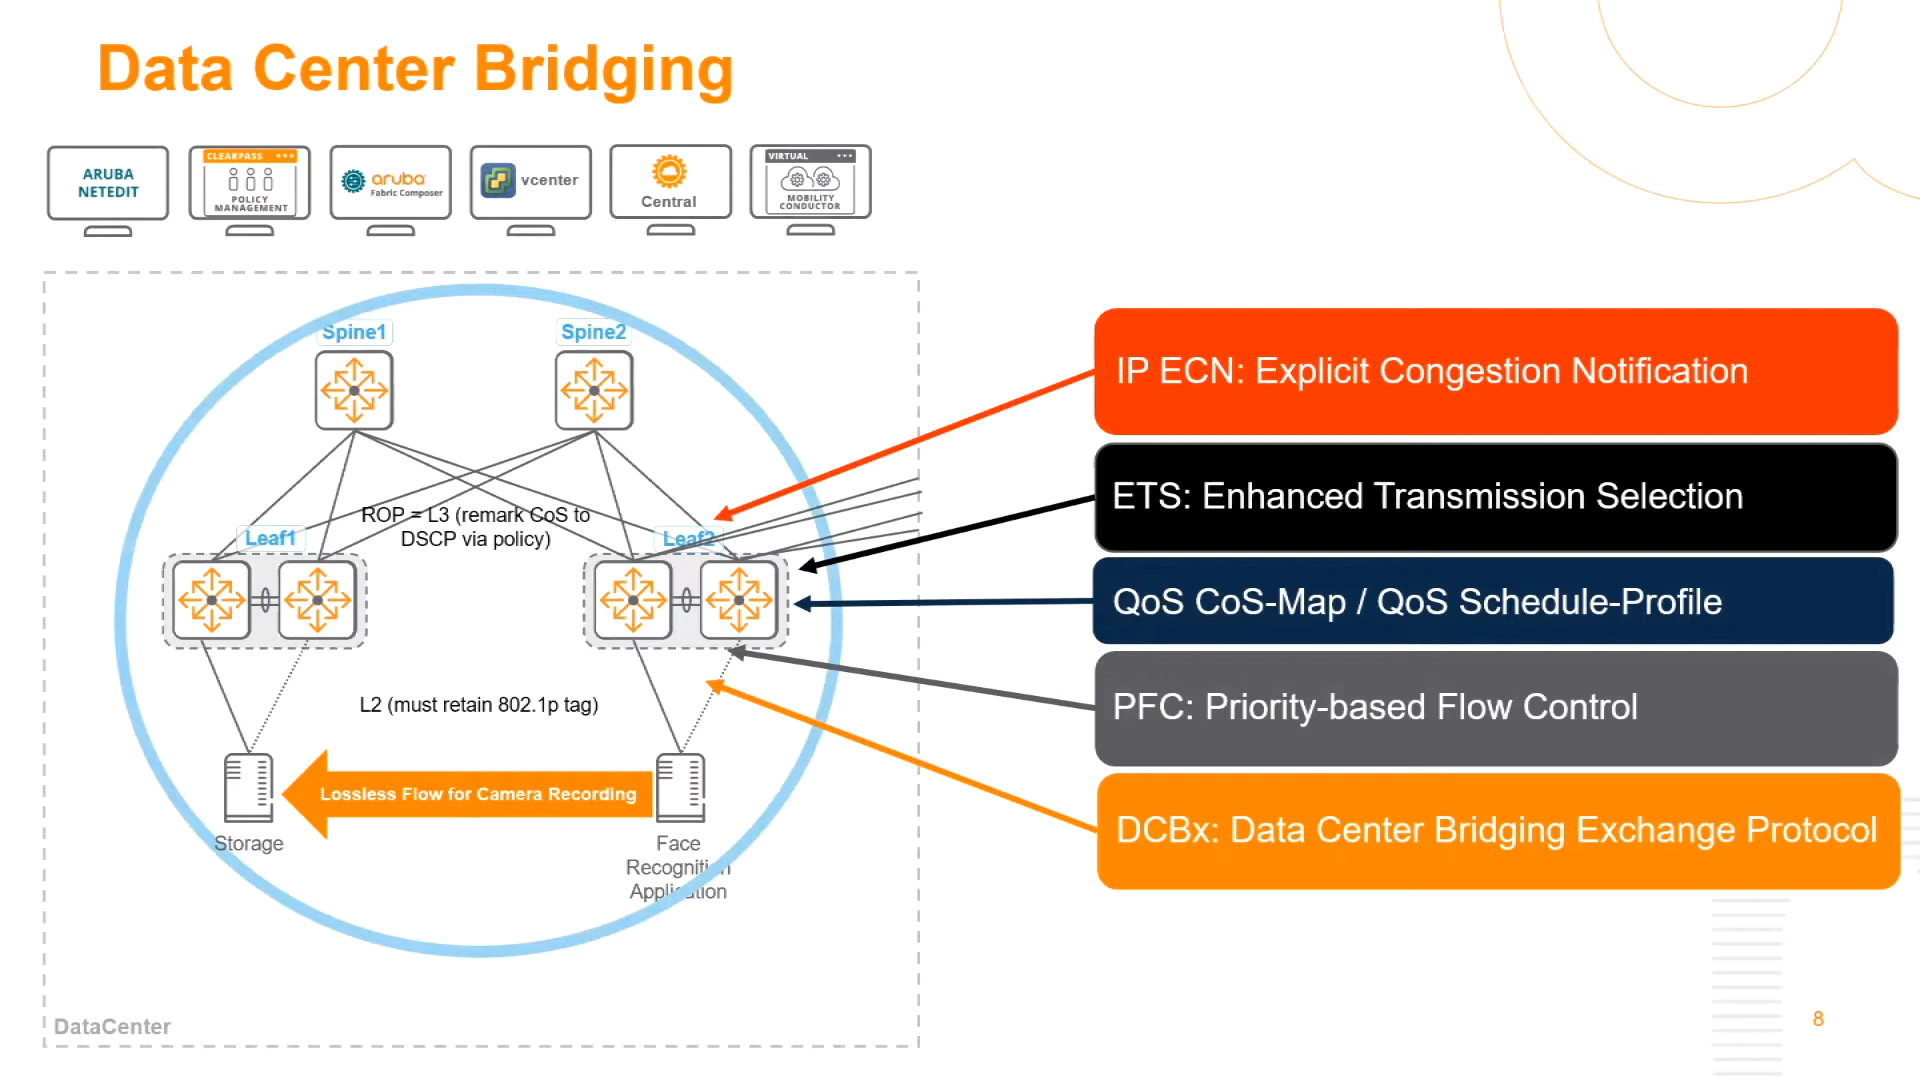 Data Center Bridging
ARUBA
NETEDIT
CLEARPASS
POLICY
MANAGEMENT
aruba
Fabric Composer
vcenter
Central
VIRTUAL
MOBILITY
CONDUCTOR
Spine1
Spine2
ROP = L3 (remark CoS to
DSCP via policy)
Leaf1
Leaf2
L2 (must retain 802.1p tag)
Lossless Flow for Camera Recording
Storage
Face
Recognition
Application
DataCenter
IP ECN: Explicit Congestion Notification
ETS: Enhanced Transmission Selection
QoS CoS-Map / QoS Schedule-Profile
PFC: Priority-based Flow Control
DCBx: Data Center Bridging Exchange Protocol
8